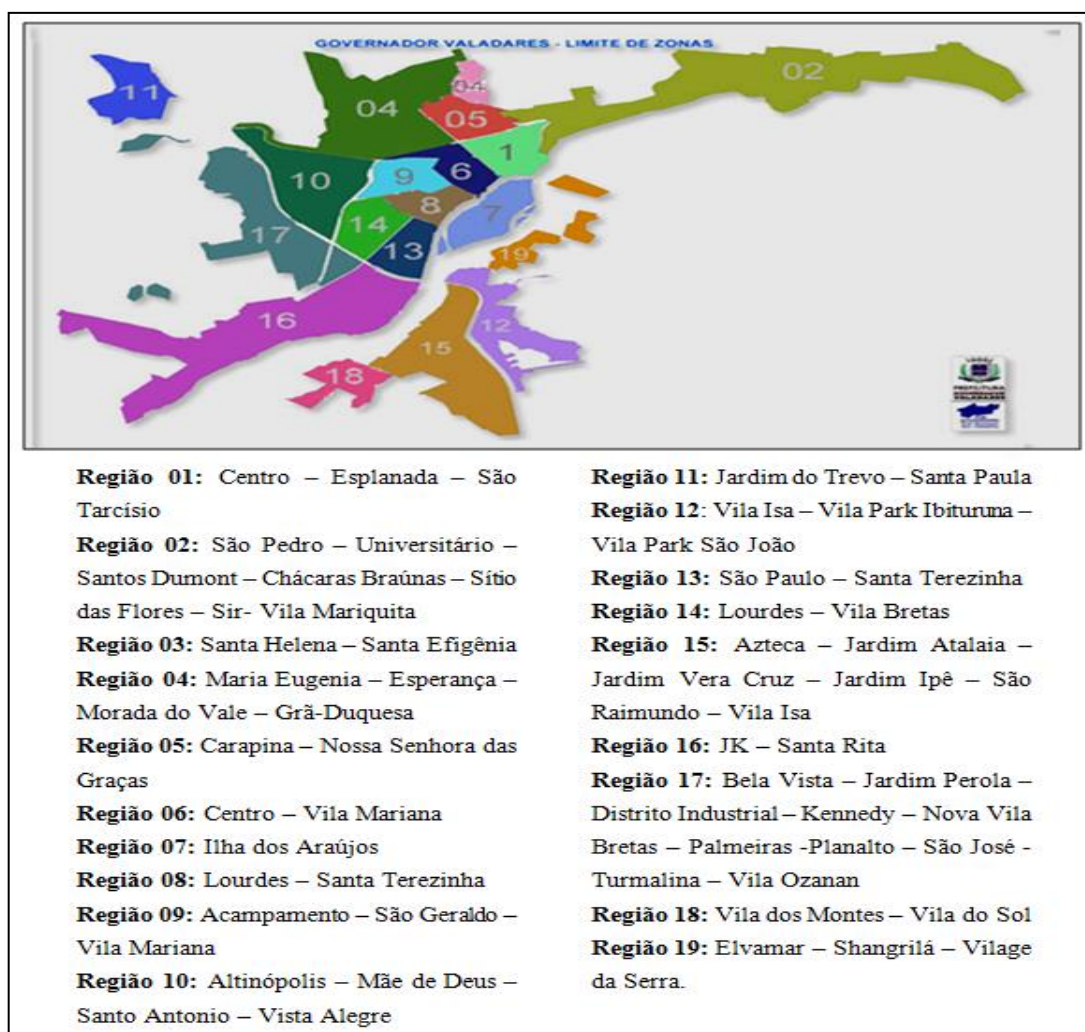 GOVERNADOR VALADARES - LIMITE DE ZONAS
02
11
04
04
05
1
6
9
10
8
7
14
17
13
19
16
12
15
18
PREFEITURA
GOVERNADOR
VALADARES
Região 01: Centro – Esplanada – São
Tarcísio
Região 02: São Pedro – Universitário –
Santos Dumont – Chácaras Braúnas – Sítio
das Flores – Sir- Vila Mariquita
Região 03: Santa Helena – Santa Efigênia
Região 04: Maria Eugenia – Esperança –
Morada do Vale – Grã-Duquesa
Região 05: Carapina – Nossa Senhora das
Graças
Região 06: Centro – Vila Mariana
Região 07: Ilha dos Araújos
Região 08: Lourdes – Santa Terezinha
Região 09: Acampamento – São Geraldo –
Vila Mariana
Região 10: Altinópolis – Mãe de Deus –
Santo Antonio – Vista Alegre
Região 11: Jardim do Trevo – Santa Paula
Região 12: Vila Isa – Vila Park Ibituruna –
Vila Park São João
Região 13: São Paulo – Santa Terezinha
Região 14: Lourdes – Vila Bretas
Região 15: Azteca – Jardim Atalaia –
Jardim Vera Cruz – Jardim Ipê – São
Raimundo – Vila Isa
Região 16: JK – Santa Rita
Região 17: Bela Vista – Jardim Perola –
Distrito Industrial – Kennedy – Nova Vila
Bretas – Palmeiras -Planalto – São José -
Turmalina – Vila Ozanan
Região 18: Vila dos Montes – Vila do Sol
Região 19: Elvamar – Shangrilá – Vilage
da Serra.